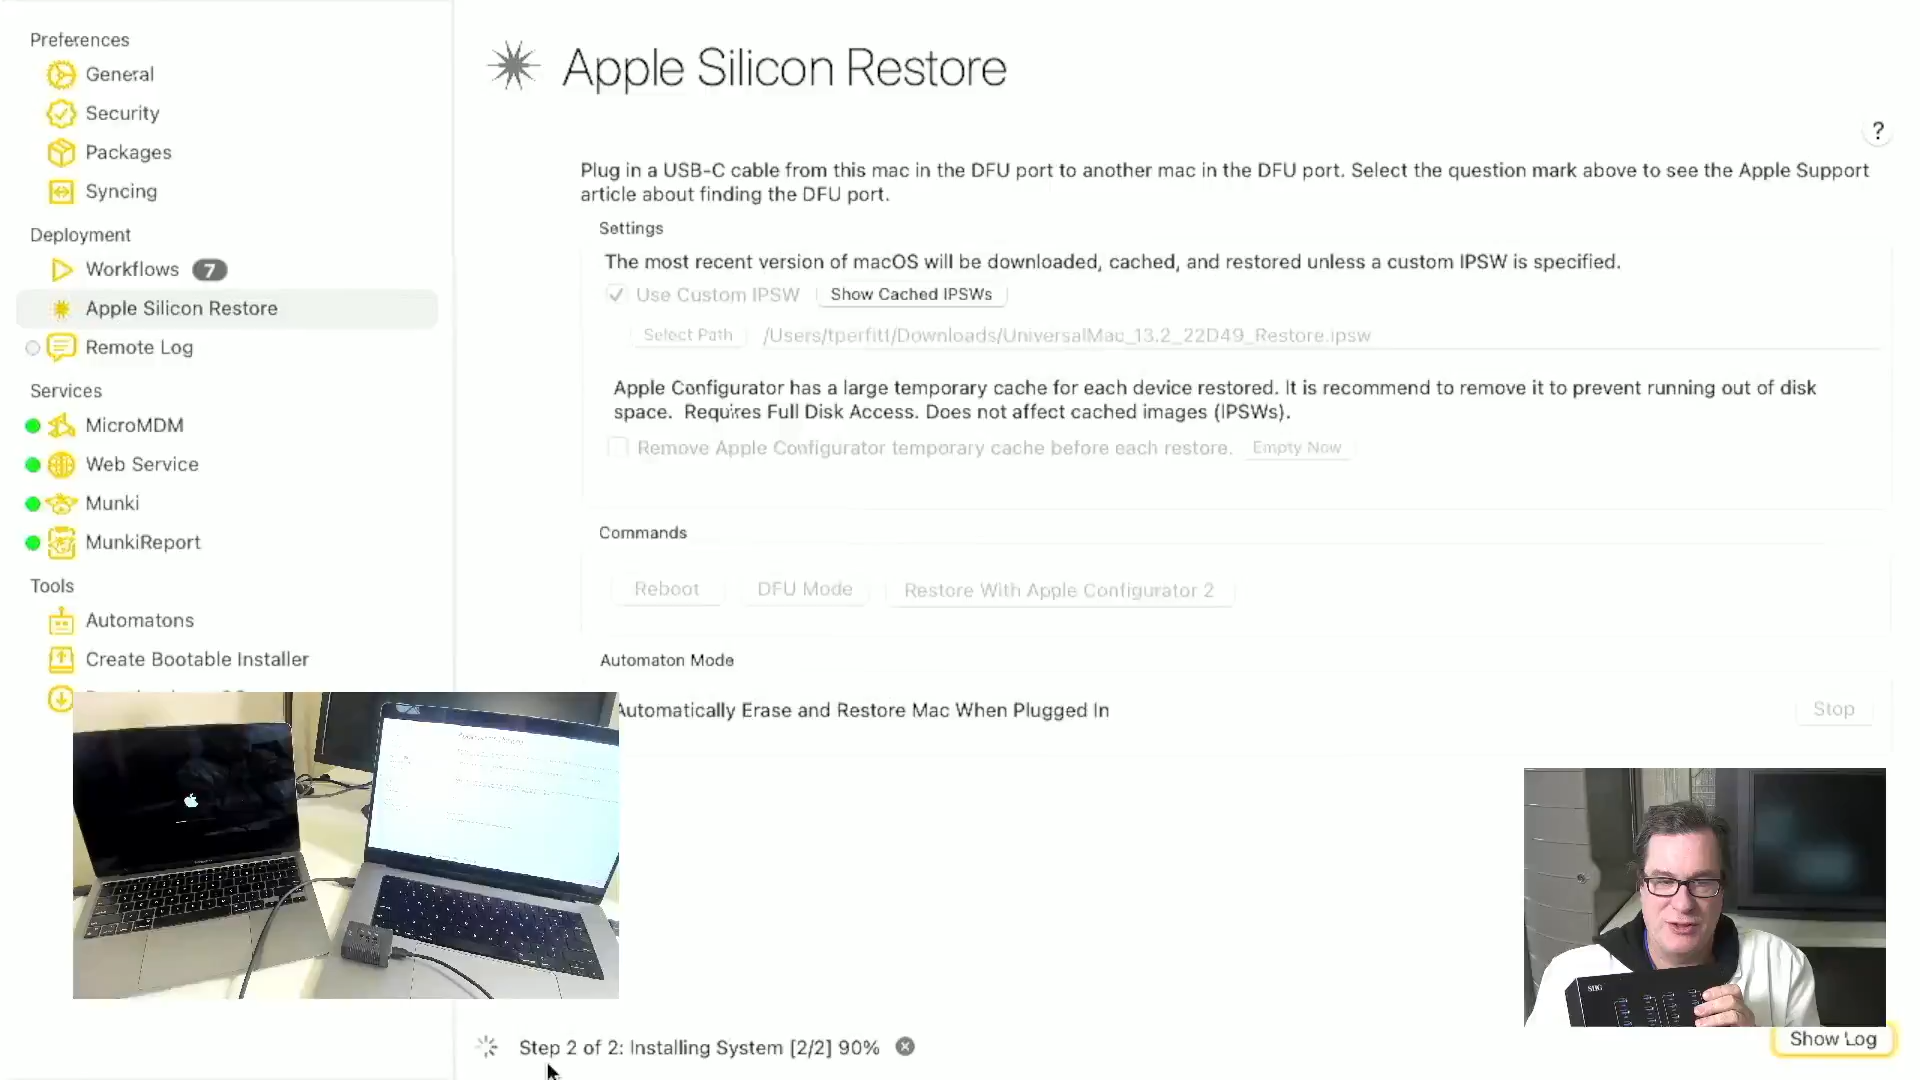 Preferences
General
Security
Packages
Syncing
Deployment
Workflows 7
Apple Silicon Restore
Remote Log
Services
MicroMDM
Web Service
Munki
MunkiReport
Tools
Automatons
Create Bootable Installer
Apple Silicon Restore
?
Plug in a USB-C cable from this mac in the DFU port to another mac in the DFU port. Select the question mark above to see the Apple Support
article about finding the DFU port.
Settings
The most recent version of macOS will be downloaded, cached, and restored unless a custom IPSW is specified.
Use Custom IPSW Show Cached IPSWs
Select Path /Users/tperfitt/Downloads/UniversalMac_13.2_22D49_Restore.ipsw
Apple Configurator has a large temporary cache for each device restored. It is recommend to remove it to prevent running out of disk
space. Requires Full Disk Access. Does not affect cached images (IPSWs).
Remove Apple Configurator temporary cache before each restore. Empty Now
Commands
Reboot DFU Mode Restore With Apple Configurator 2
Automaton Mode
Automatically Erase and Restore Mac When Plugged In Stop
Step 2 of 2: Installing System [2/2] 90%
Show Log